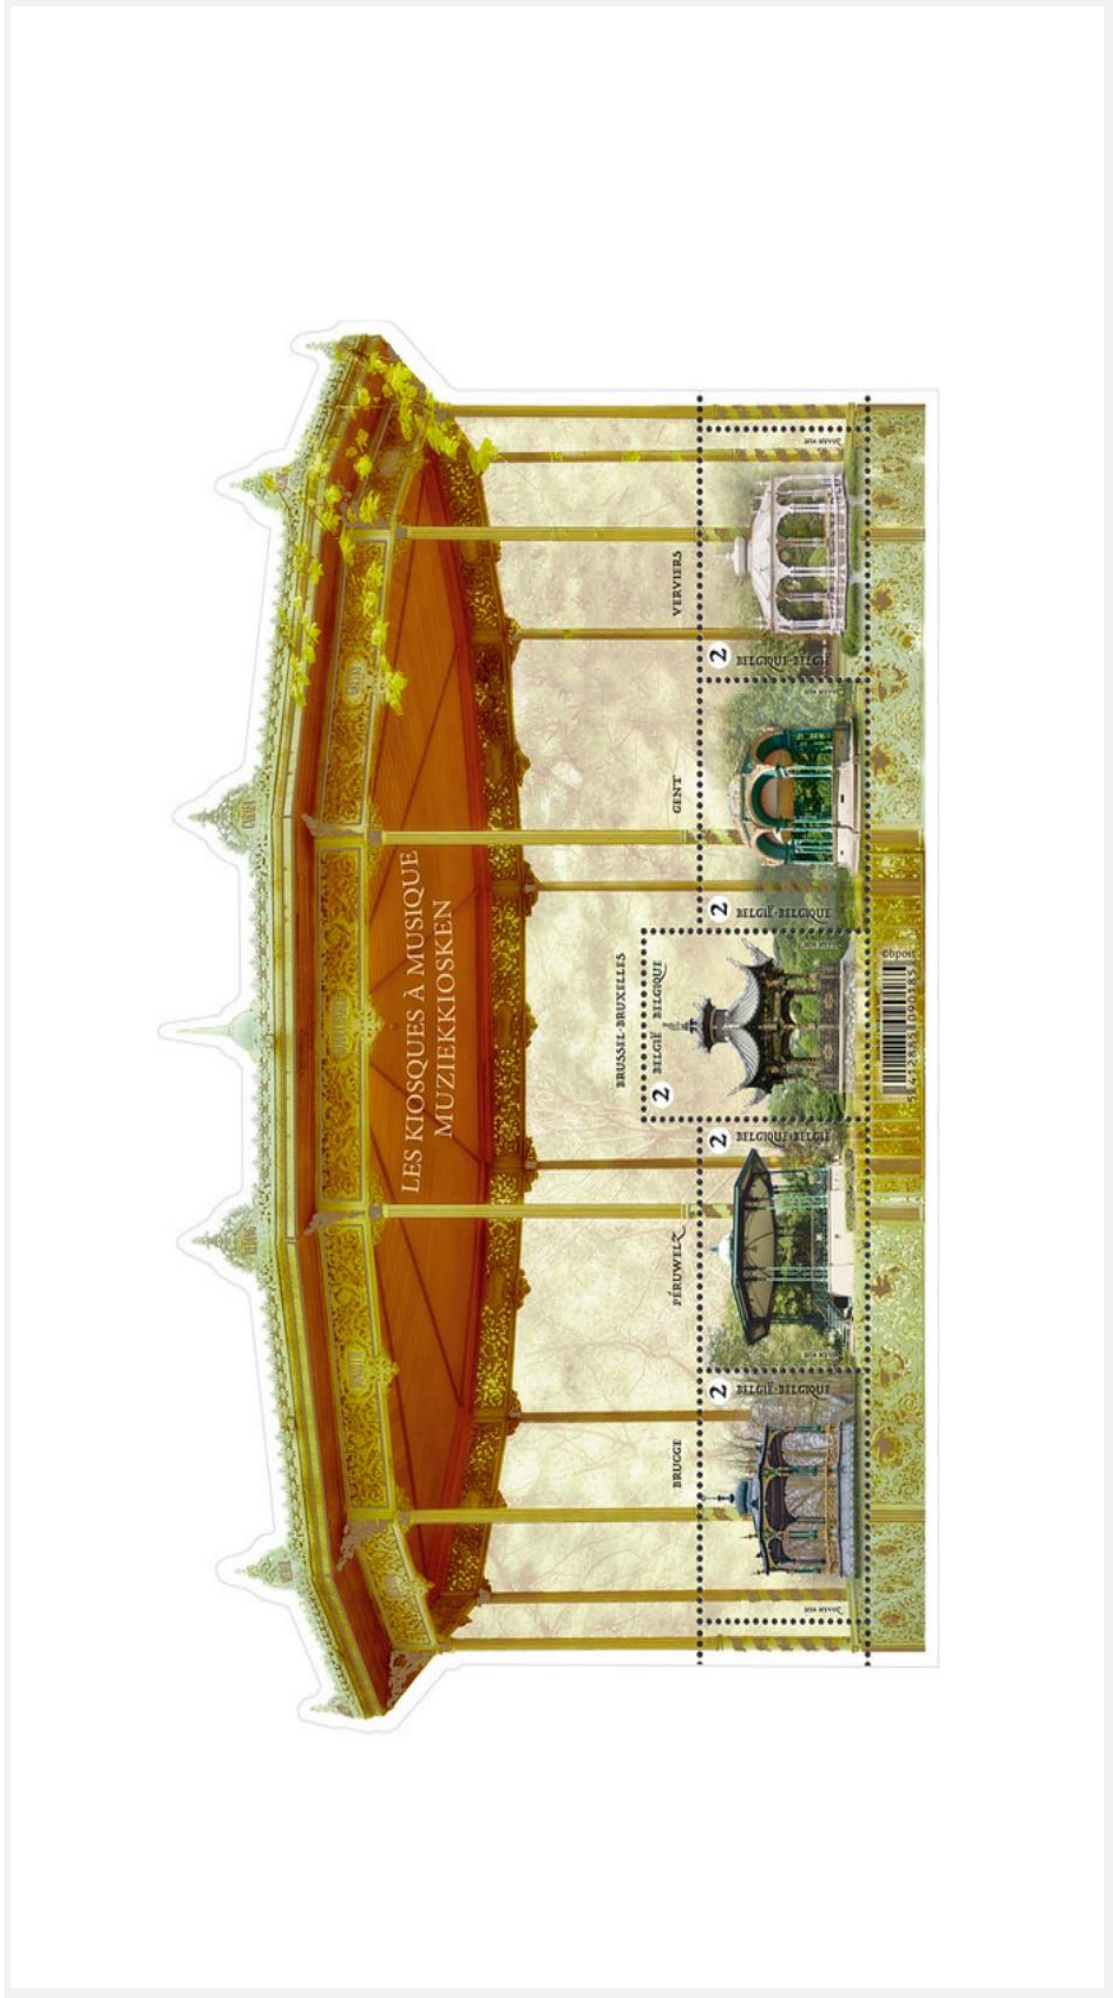 LES KIOSQUES À MUSIQUE
MUZIEKKIOSKEN
BRUGGE
PÉRUWELZ
BRUSSEL-BRUXELLES
GENT
VERVIERS
2
BELGIË-BELGIQUE
2
BELGIQUE-BELGIË
2
BELGIË BELGIQUE
2
BELGIË-BELGIQUE
2
BELGIQUE-BELGIË
©bpost